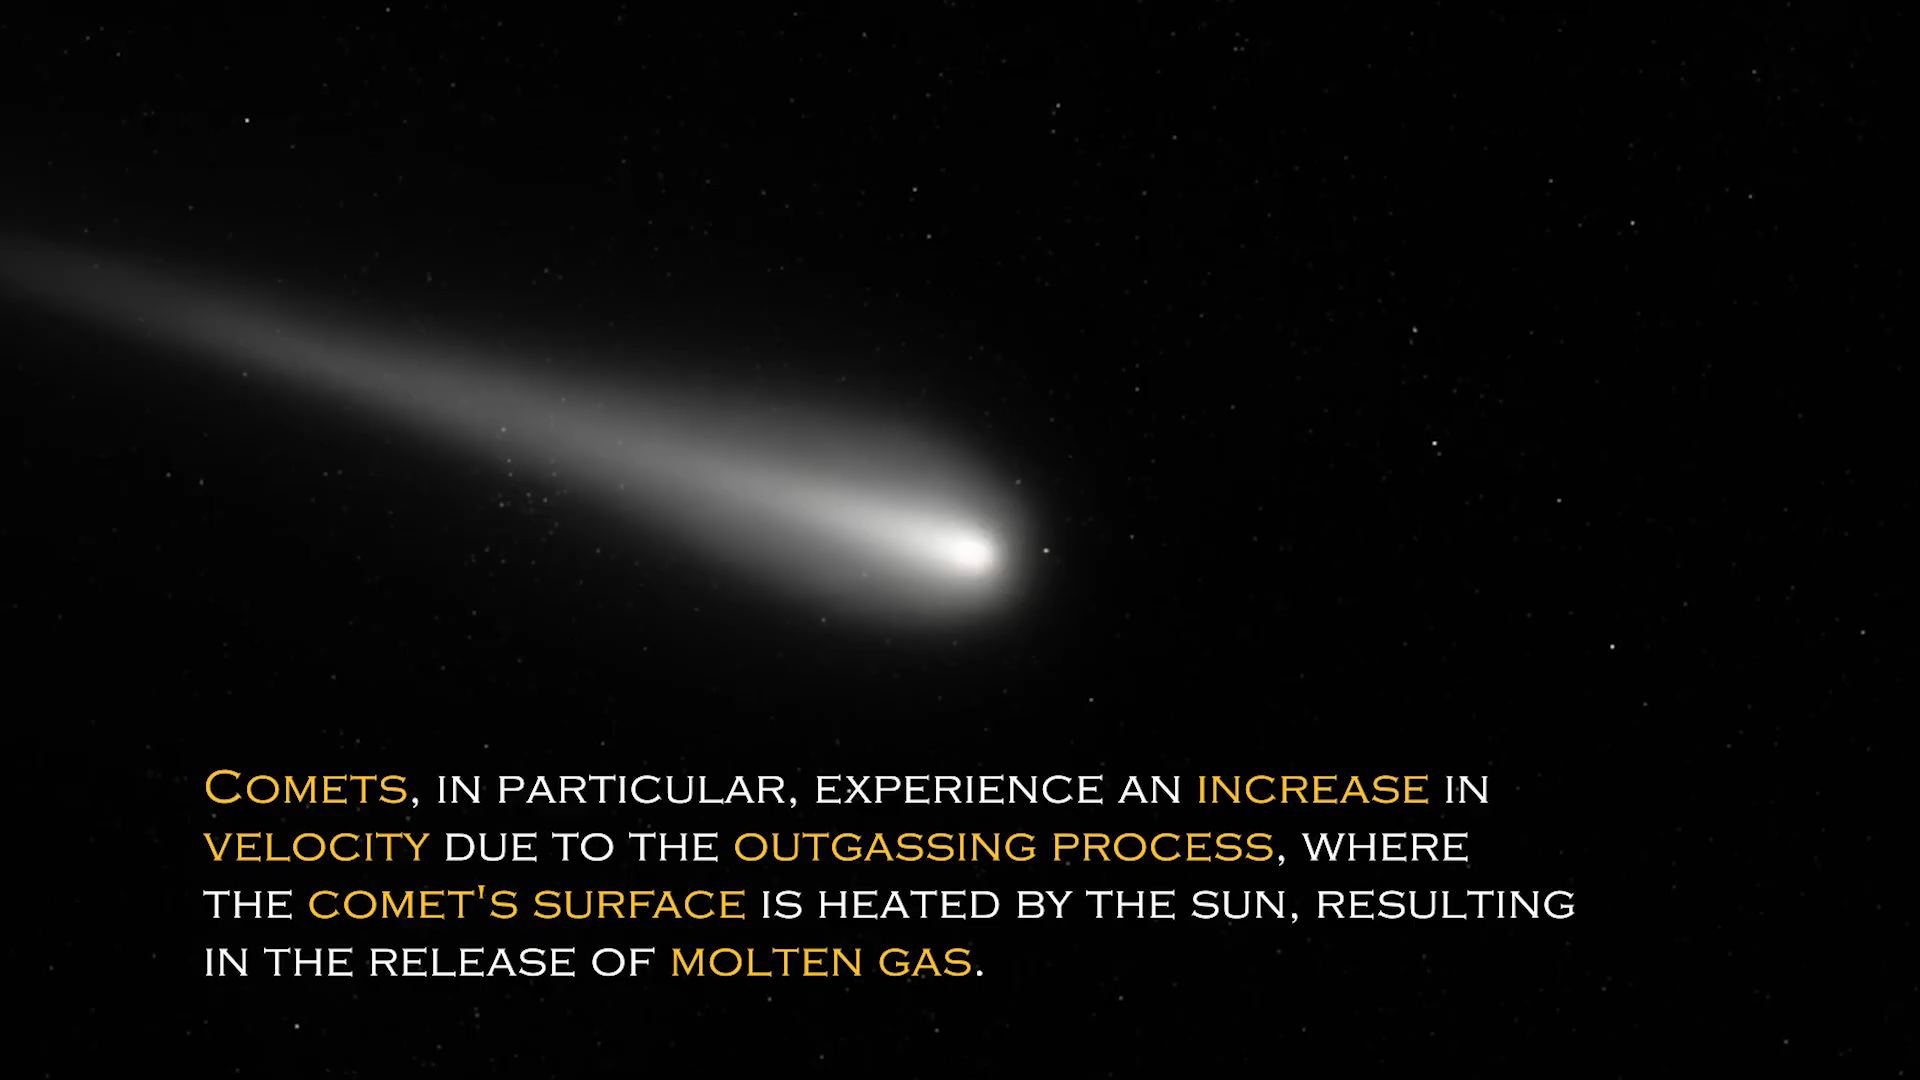 Comets, in particular, experience an increase in
velocity due to the outgassing process, where
the comet's surface is heated by the sun, resulting
in the release of molten gas.